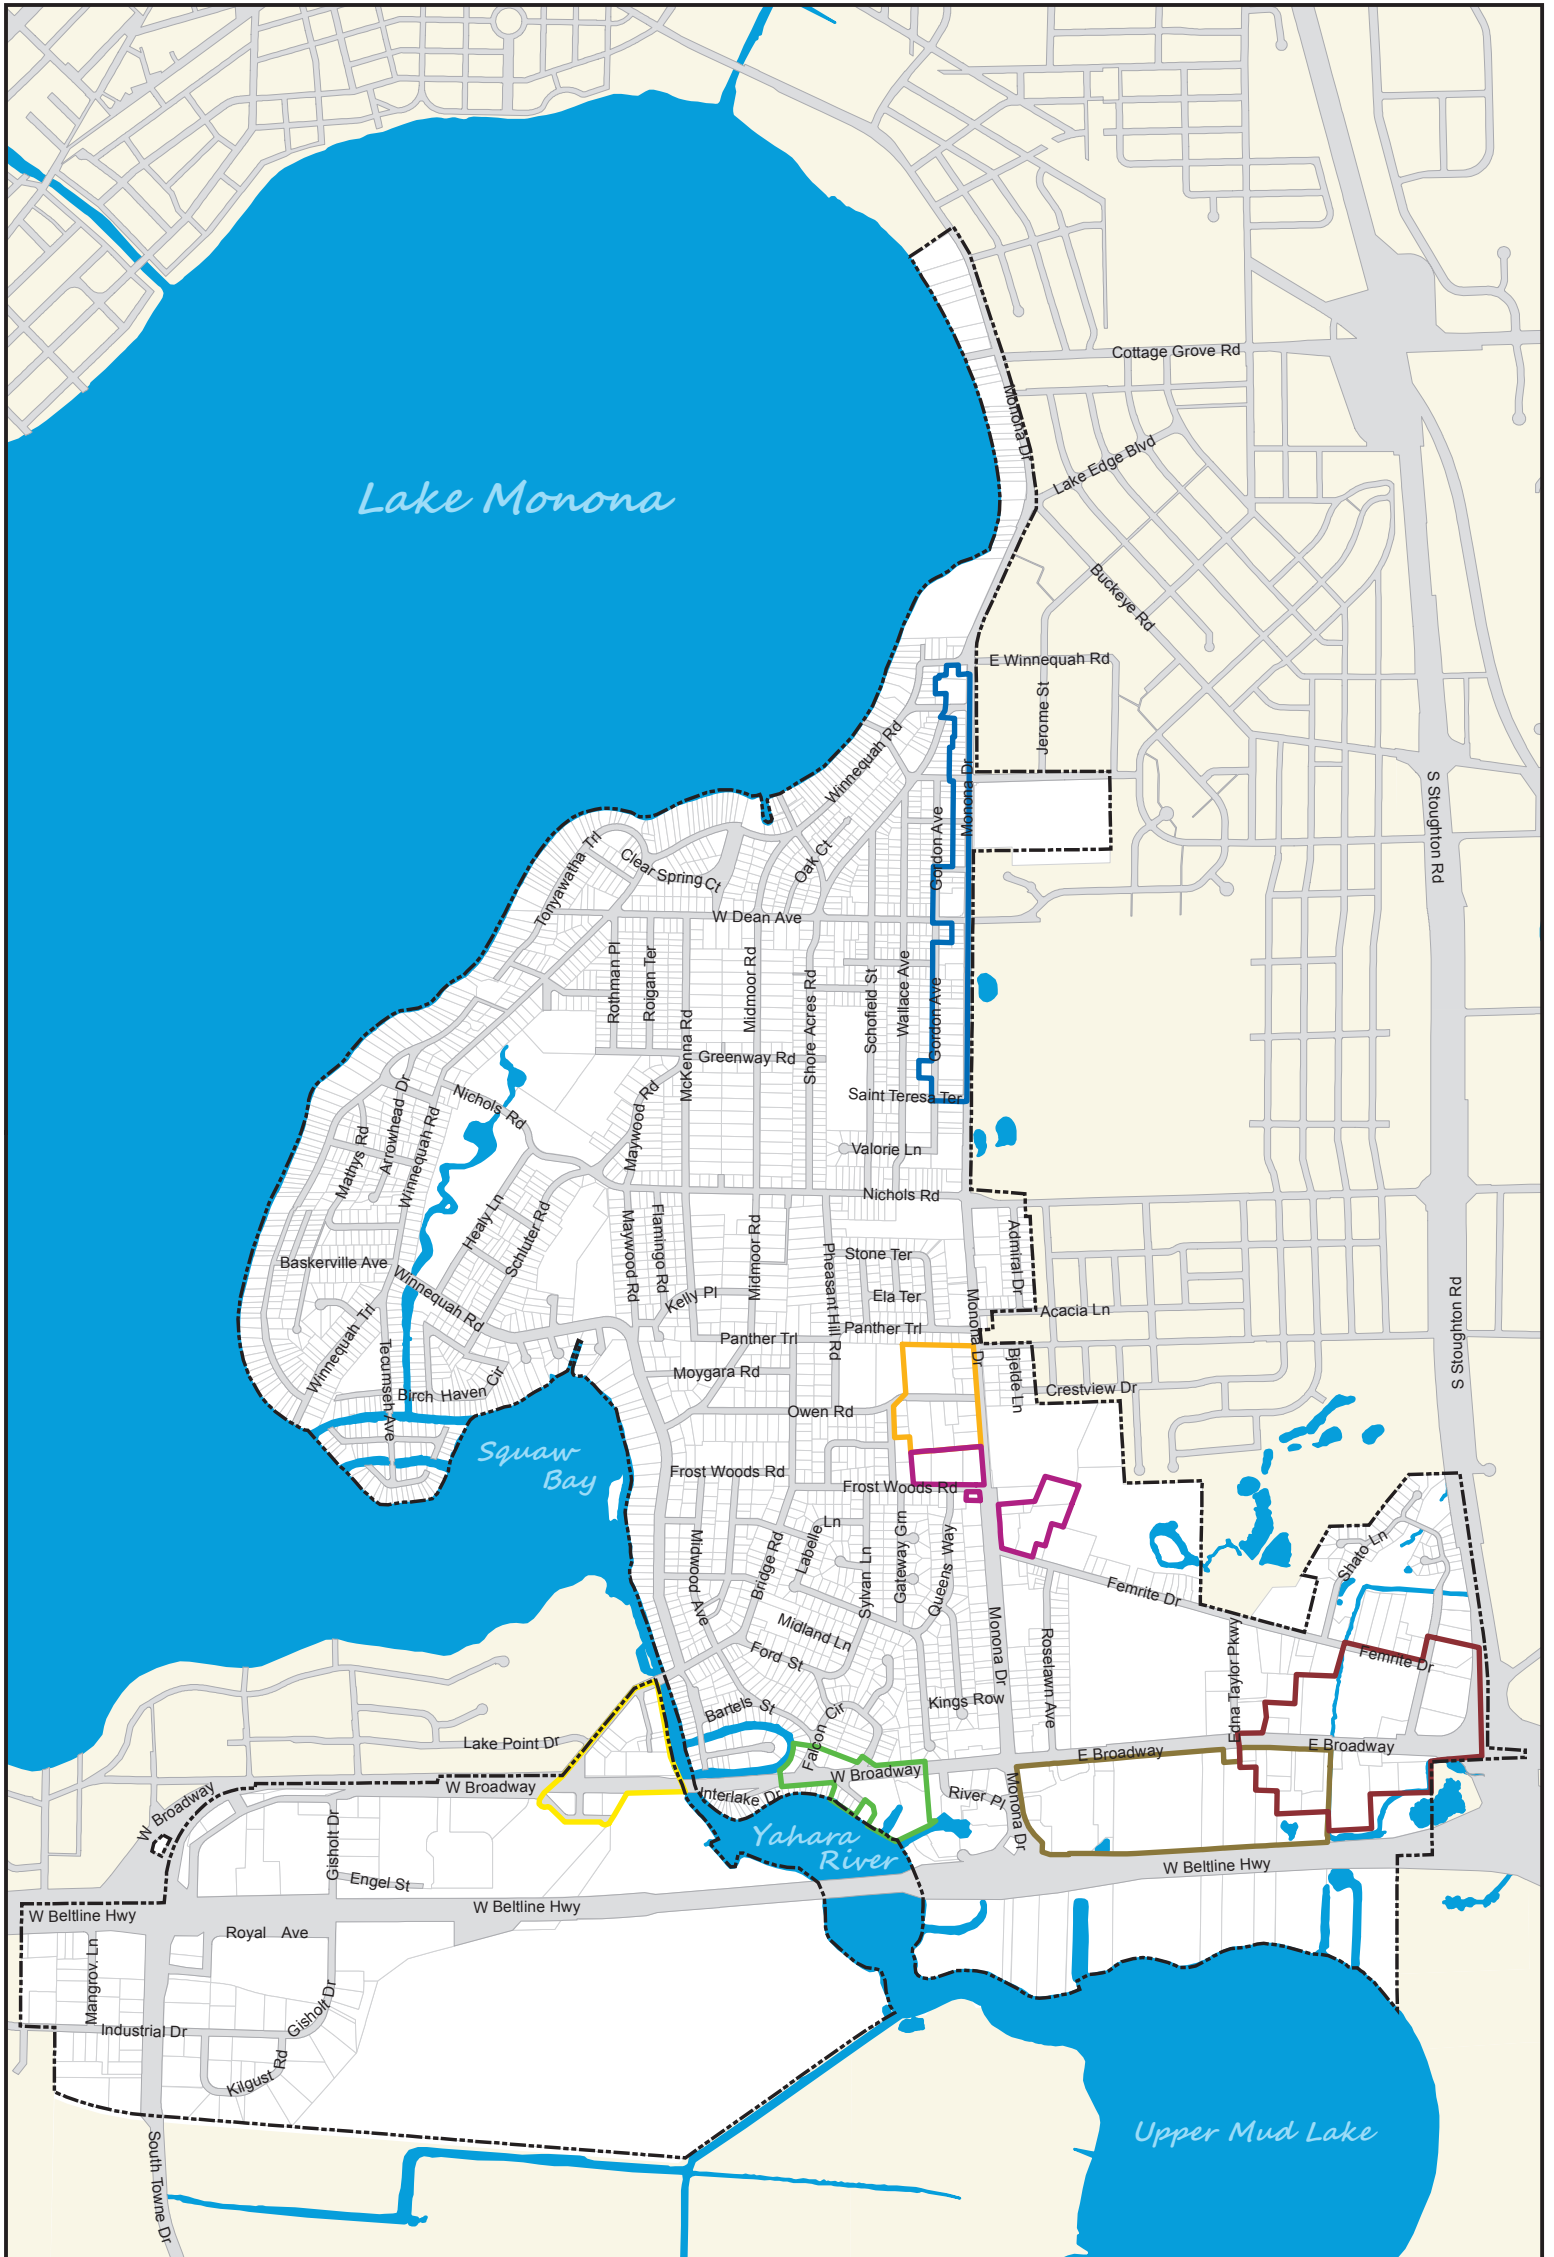 Cottage Grove Rd
Monona Dr
Lake Edge Blvd
Lake Monona
Buckeye Rd
E Winnequah Rd
Jerome St
Winnequah Rd
Monona Dr
S Stoughton Rd
Gordon Ave
Tonyawatha Trl
Clear Spring Ct
Oak Ct
W Dean Ave
Rothman Pl
Roigan Ter
Midmoor Rd
Shore Acres Rd
Schofield St
Wallace Ave
Gordon Ave
McKenna Rd
Greenway Rd
Saint Teresa Ter
Nichols Rd
Arrowhead Dr
Maywood Rd
Mathys Rd
Winnequah Rd
Valorie Ln
Nichols Rd
Healy Ln
Schluter Rd
Maywood Rd
Flamingo Rd
Midmoor Rd
Pheasant Hill Rd
Stone Ter
Admiral Dr
Baskerville Ave
Winnequah Rd
Kelly Pl
Ela Ter
Acacia Ln
S Stoughton Rd
Winnequah Trl
Panther Trl
Panther Trl
Monona Dr
Tecumseh Ave
Birch Haven Cir
Moygara Rd
Bjelde Ln
Crestview Dr
Owen Rd
Squaw
Bay
Frost Woods Rd
Frost Woods Rd
Midwood Ave
Bridge Rd
Labelle Ln
Sylvan Ln
Gateway Grn
Queens Way
Shato Ln
Femrite Dr
Midland Ln
Ford St
Monona Dr
Roselawn Ave
Edna Taylor Pkwy
Femrite Dr
Bartels St
Falcon Cir
Kings Row
Lake Point Dr
E Broadway
E Broadway
W Broadway
W Broadway
W Broadway
Interlake Dr
River Pl
Monona Dr
Yahara
River
Gisholt Dr
Engel St
W Beltline Hwy
W Beltline Hwy
W Beltline Hwy
Royal Ave
Mangrov. Ln
Gisholt Dr
Industrial Dr
Kilgust Rd
Upper Mud Lake
South Towne Dr